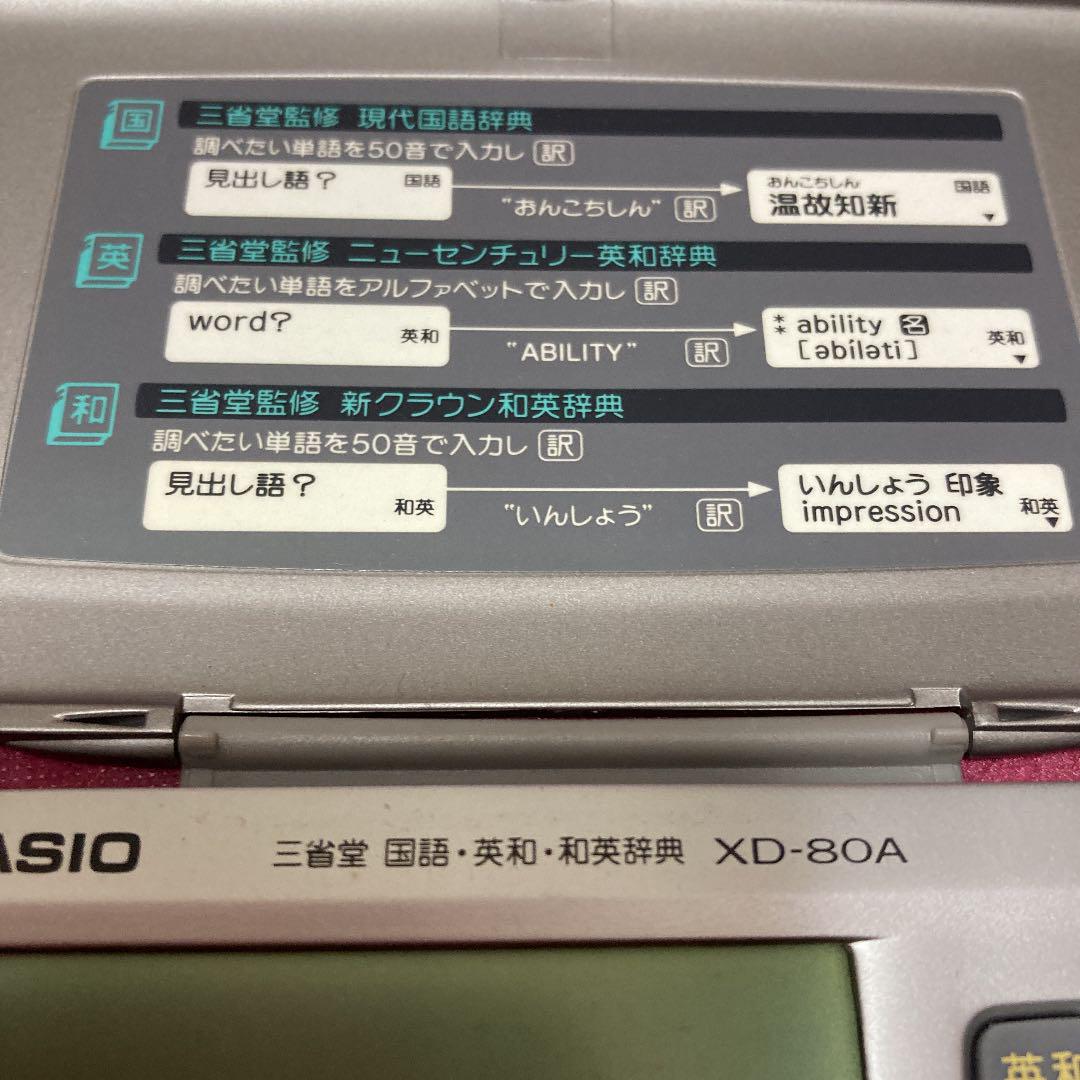 国 三省堂監修 現代国語辞典
調べたい単語を50音で入力し 訳
見出し語? 国語
"おんこちしん" 訳
おんこちしん 国語
温故知新 ▼
英 三省堂監修 ニューセンチュリー英和辞典
調べたい単語をアルファベットで入力し 訳
word? 英和
"ABILITY" 訳
** ability 名 英和
[əbíləti] ▼
和 三省堂監修 新クラウン和英辞典
調べたい単語を50音で入力し 訳
見出し語? 和英
"いんしょう" 訳
いんしょう 印象 和英
impression ▼
ASIO 三省堂 国語・英和・和英辞典 XD-80A
英和